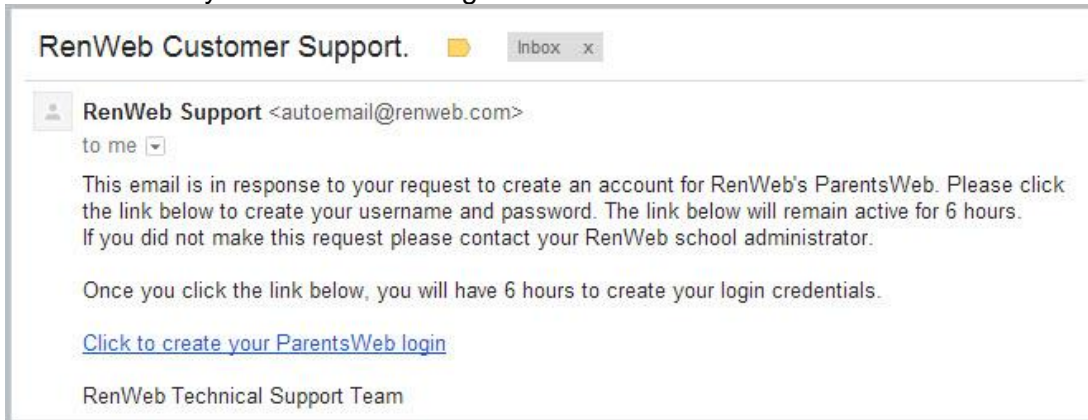 RenWeb Customer Support. Inbox x
RenWeb Support <autoemail@renweb.com>
to me
This email is in response to your request to create an account for RenWeb's ParentsWeb. Please click
the link below to create your username and password. The link below will remain active for 6 hours.
If you did not make this request please contact your RenWeb school administrator.
Once you click the link below, you will have 6 hours to create your login credentials.
Click to create your ParentsWeb login
RenWeb Technical Support Team